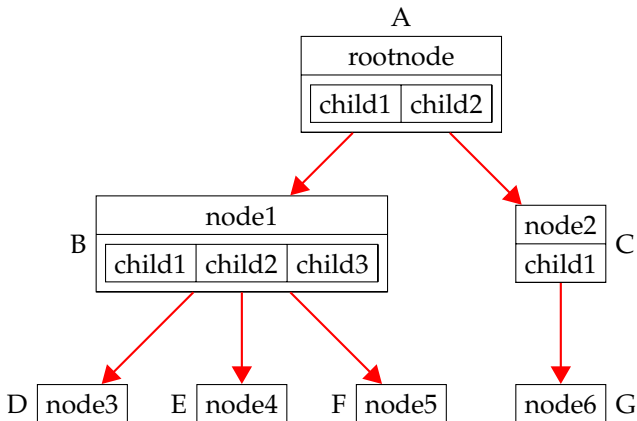 A
rootnode
child1 child2
node1
B
child1 child2 child3
node2
child1
C
D node3
E node4
F node5
node6 G